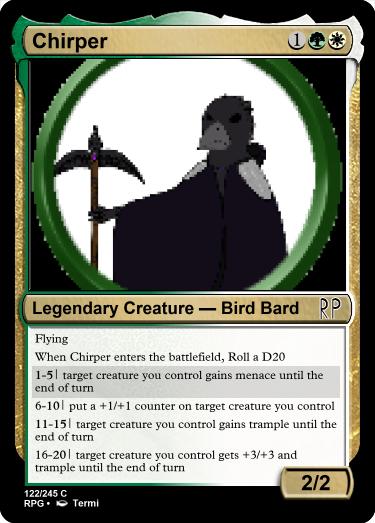 Chirper 1
Legendary Creature — Bird Bard RP
Flying
When Chirper enters the battlefield, Roll a D20
1-5| target creature you control gains menace until the
end of turn
6-10| put a +1/+1 counter on target creature you control
11-15| target creature you control gains trample until the
end of turn
16-20| target creature you control gets +3/+3 and
trample until the end of turn
2/2
122/245 C
RPG • Termi